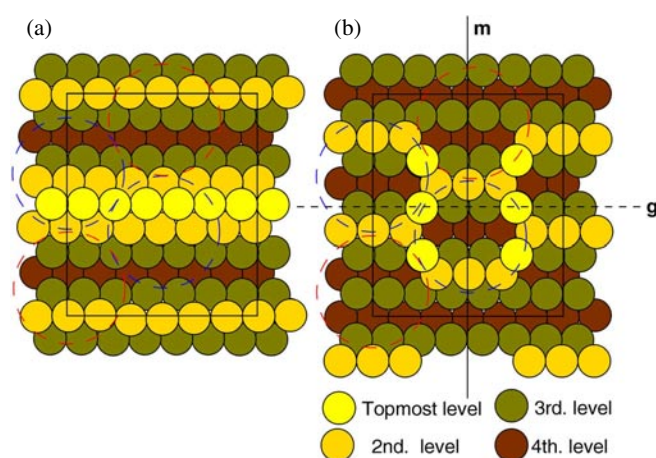 (a)
(b)
m
g
Topmost level
3rd. level
2nd. level
4th. level